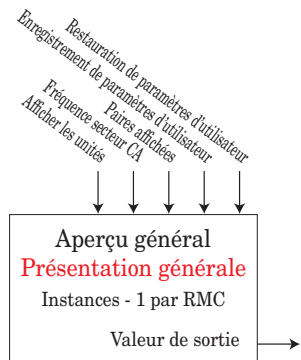 Restauration de paramètres d'utilisateur
Enregistrement de paramètres d'utilisateur
Paires affichées
Fréquence secteur CA
Afficher les unités
Aperçu général
Présentation générale
Instances - 1 par RMC
Valeur de sortie